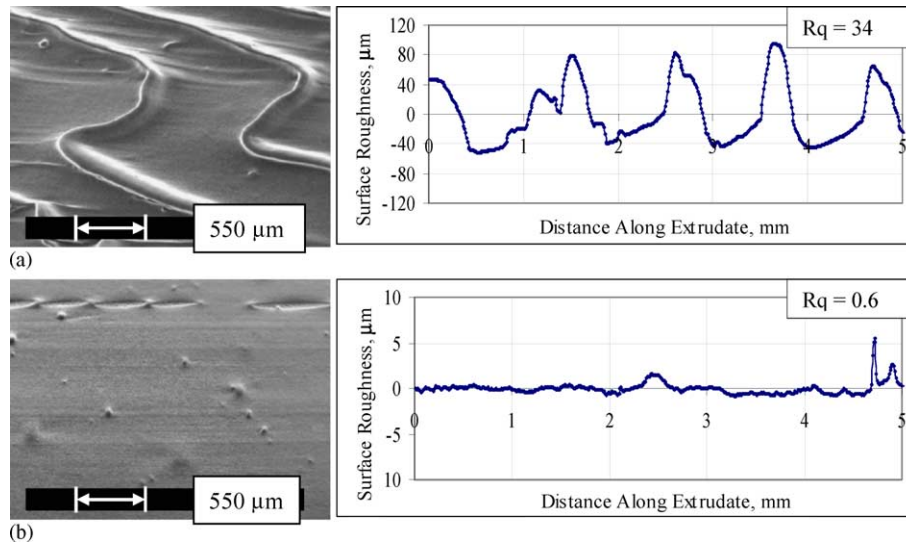 120
80
40
0
-40
-80
-120
Surface Roughness, μm
Rq = 34
0 1 2 3 4 5
Distance Along Extrudate, mm
550 μm
(a)
10
5
0
-5
10
Surface Roughness, μm
Rq = 0.6
0 1 2 3 4 5
Distance Along Extrudate, mm
550 μm
(b)